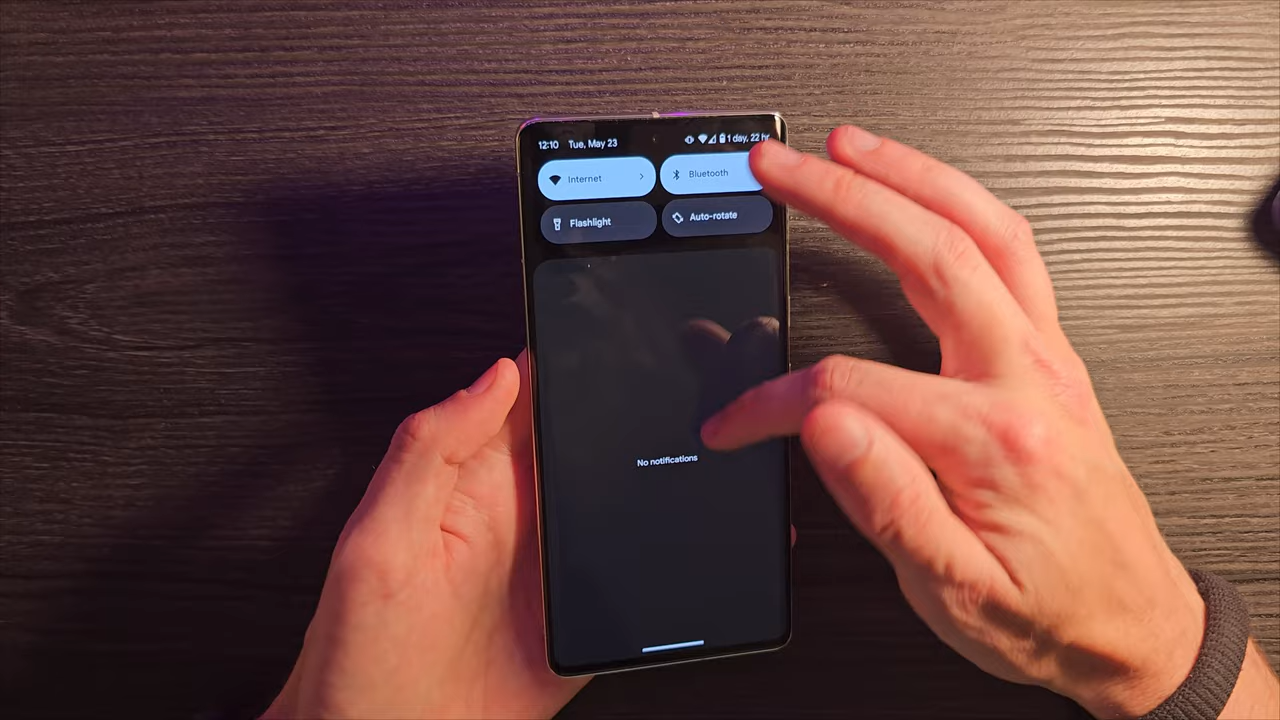 12:10 Tue, May 23 1 day, 22 hr
Internet Bluetooth
Flashlight Auto-rotate
No notifications